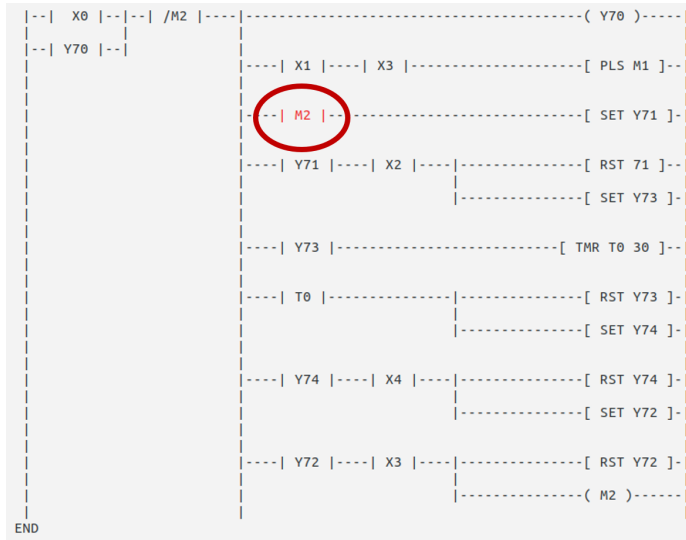 |--| X0 |--|--| /M2 |----|------------------------------------------( Y70 )-----|
|--| Y70 |--|
|----| X1 |----| X3 |---------------------[ PLS M1 ]--|
|----| M2 |-------------------------------[ SET Y71 ]-|
|----| Y71 |----| X2 |----|---------------[ RST 71 ]--|
|---------------[ SET Y73 ]-|
|----| Y73 |---------------------------[ TMR T0 30 ]--|
|----| T0 |---------------|---------------[ RST Y73 ]-|
|---------------[ SET Y74 ]-|
|----| Y74 |----| X4 |----|---------------[ RST Y74 ]-|
|---------------[ SET Y72 ]-|
|----| Y72 |----| X3 |----|---------------[ RST Y72 ]-|
|---------------( M2 )------|
END